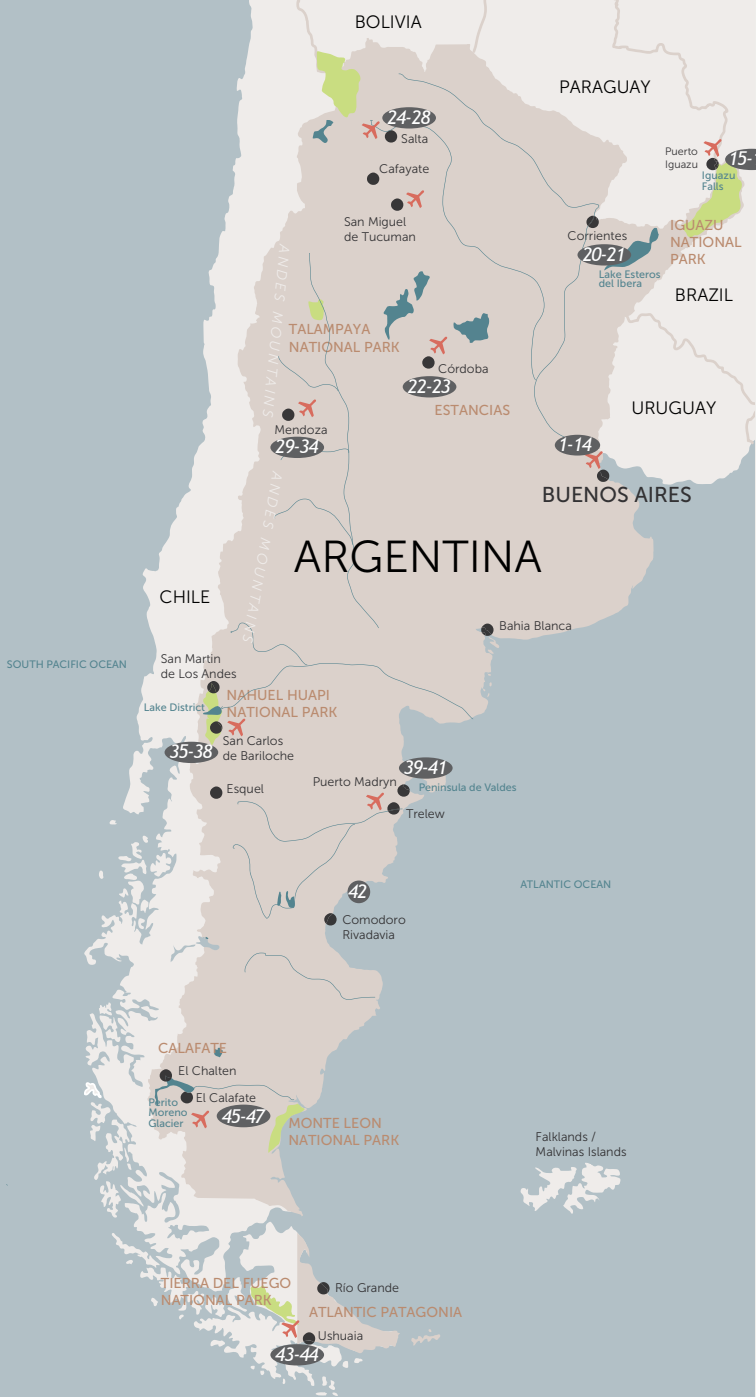 BOLIVIA
PARAGUAY
24-28
Salta
Puerto
Iguazu
15-
Iguazu
Falls
Cafayate
San Miguel
de Tucuman
Corrientes
20-21
IGUAZU
NATIONAL
PARK
Lake Esteros
del Ibera
BRAZIL
ANDES MOUNTAINS
TALAMPAYA
NATIONAL PARK
Córdoba
22-23
ESTANCIAS
URUGUAY
Mendoza
29-34
1-14
BUENOS AIRES
ANDES MOUNTAINS
ARGENTINA
CHILE
Bahia Blanca
SOUTH PACIFIC OCEAN
San Martin
de Los Andes
NAHUEL HUAPI
NATIONAL PARK
Lake District
San Carlos
de Bariloche
35-38
39-41
Puerto Madryn
Peninsula de Valdes
Esquel
Trelew
42
ATLANTIC OCEAN
Comodoro
Rivadavia
CALAFATE
El Chalten
El Calafate
Perito
Moreno
Glacier
45-47
MONTE LEON
NATIONAL PARK
Falklands /
Malvinas Islands
TIERRA DEL FUEGO
NATIONAL PARK
Río Grande
ATLANTIC PATAGONIA
Ushuaia
43-44